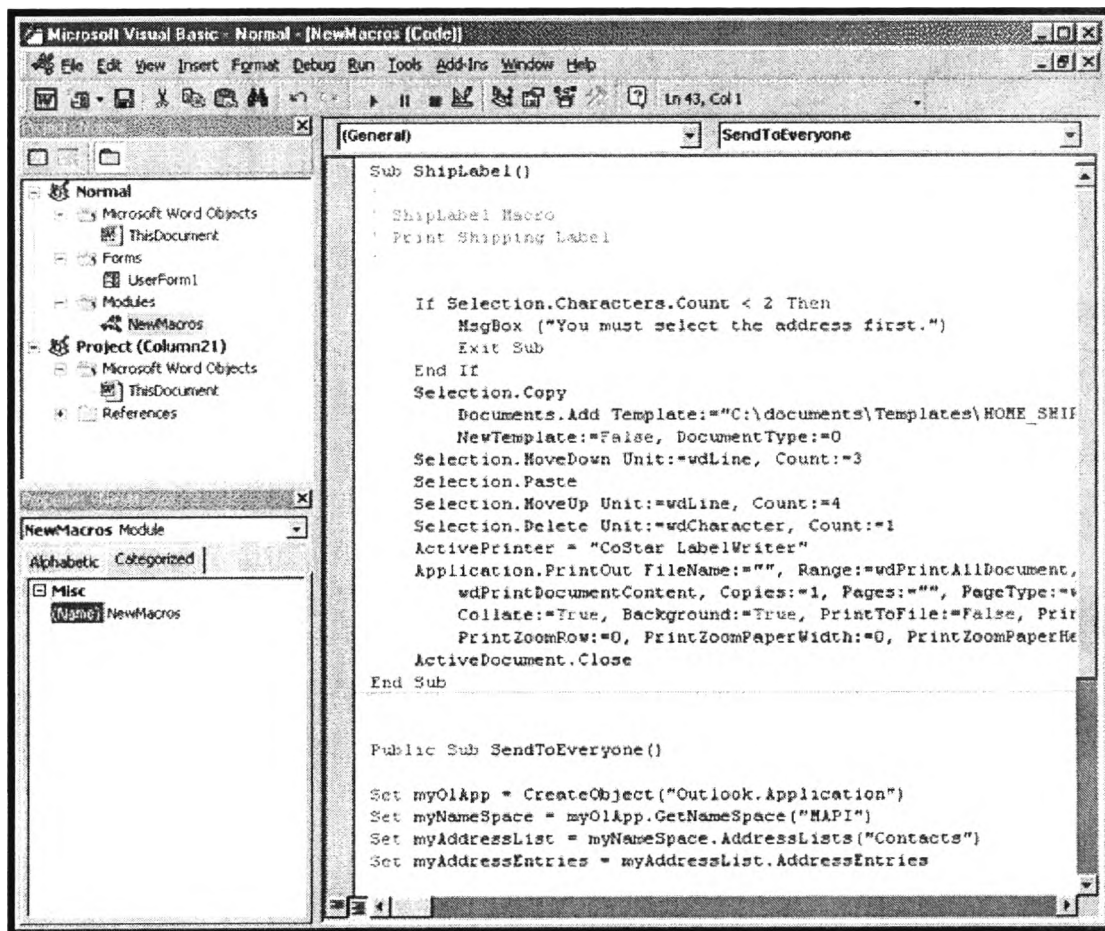 Microsoft Visual Basic - Normal - [NewMacros (Code)]
File Edit View Insert Format Debug Run Tools Add-Ins Window Help
Ln 43, Col 1
(General) SendToEveryone
Normal
Microsoft Word Objects
ThisDocument
Forms
UserForm1
Modules
NewMacros
Project (Column21)
Microsoft Word Objects
ThisDocument
References
NewMacros Module
Alphabetic Categorized
Misc
(Name) NewMacros
Sub ShipLabel()
'
' ShipLabel Macro
' Print Shipping Label
'
If Selection.Characters.Count < 2 Then
MsgBox ("You must select the address first.")
Exit Sub
End If
Selection.Copy
Documents.Add Template:="C:\documents\Templates\HOME_SHIP
NewTemplate:=False, DocumentType:=0
Selection.MoveDown Unit:=wdLine, Count:=3
Selection.Paste
Selection.MoveUp Unit:=wdLine, Count:=4
Selection.Delete Unit:=wdCharacter, Count:=1
ActivePrinter = "CoStar LabelWriter"
Application.PrintOut FileName:="", Range:=wdPrintAllDocument,
wdPrintDocumentContent, Copies:=1, Pages:="", PageType:=w
Collate:=True, Background:=True, PrintToFile:=False, Prin
PrintZoomRow:=0, PrintZoomPaperWidth:=0, PrintZoomPaperHe
ActiveDocument.Close
End Sub
Public Sub SendToEveryone()
Set myOlApp = CreateObject("Outlook.Application")
Set myNameSpace = myOlApp.GetNameSpace("MAPI")
Set myAddressList = myNameSpace.AddressLists("Contacts")
Set myAddressEntries = myAddressList.AddressEntries